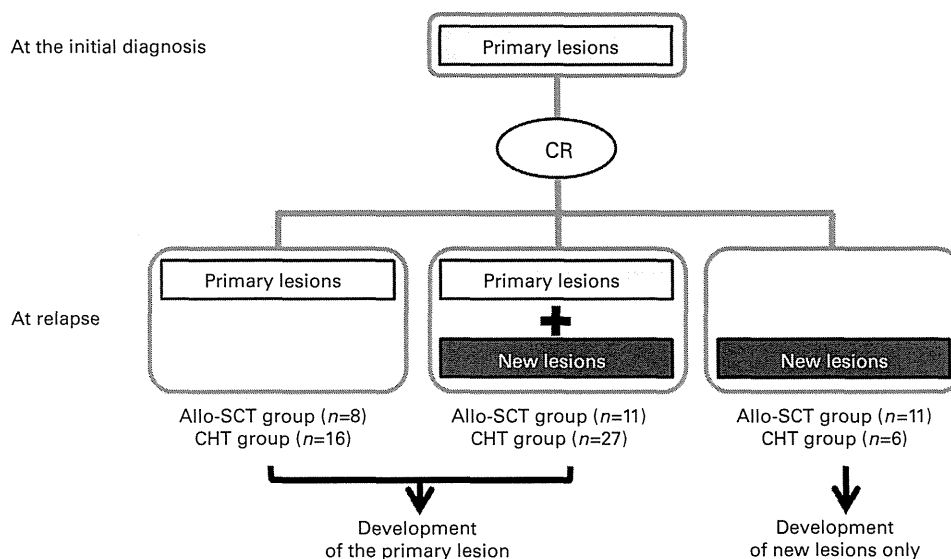 At the initial diagnosis
Primary lesions
CR
At relapse
Primary lesions
Primary lesions
+
New lesions
New lesions
Allo-SCT group (n=8)
CHT group (n=16)
Allo-SCT group (n=11)
CHT group (n=27)
Allo-SCT group (n=11)
CHT group (n=6)
Development
of the primary lesion
Development
of new lesions only